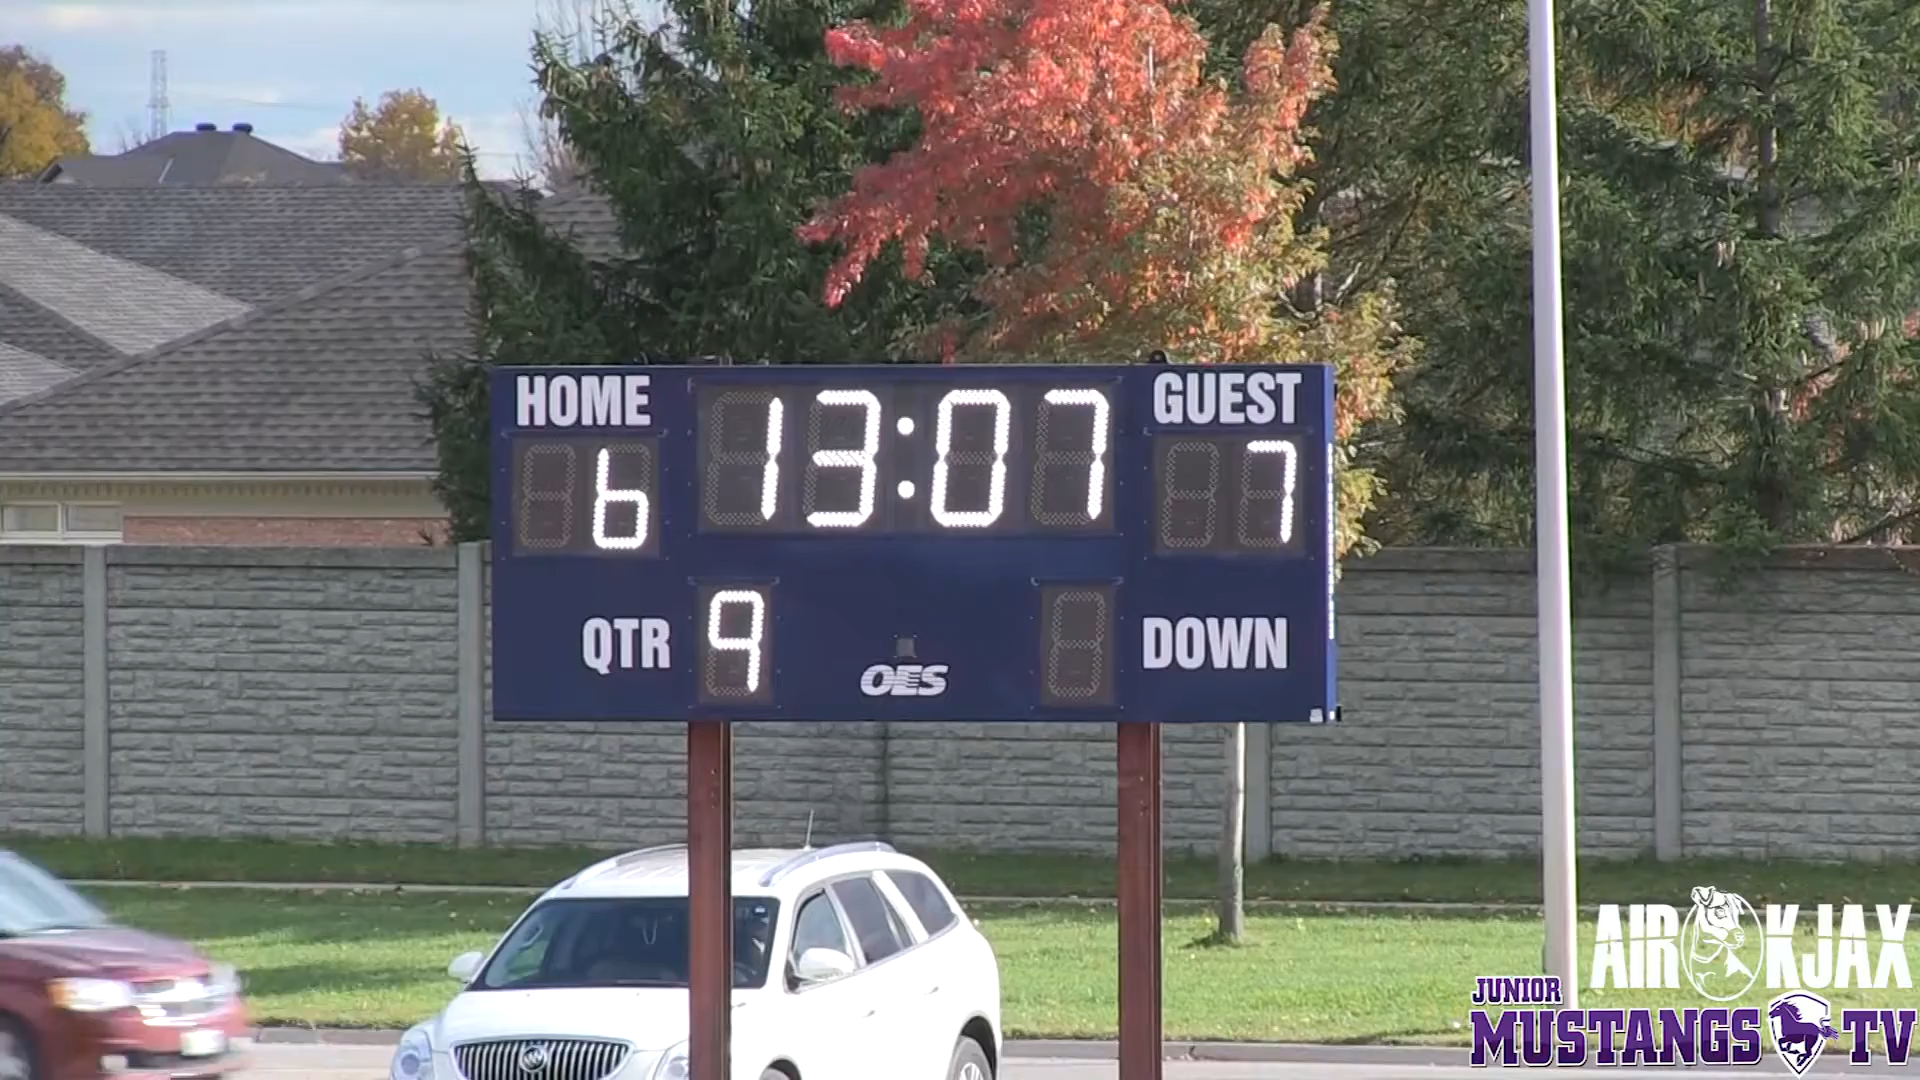 HOME 13:07 GUEST
6 7
QTR 9 DOWN
OES
AIR KJAX
JUNIOR
MUSTANGS TV